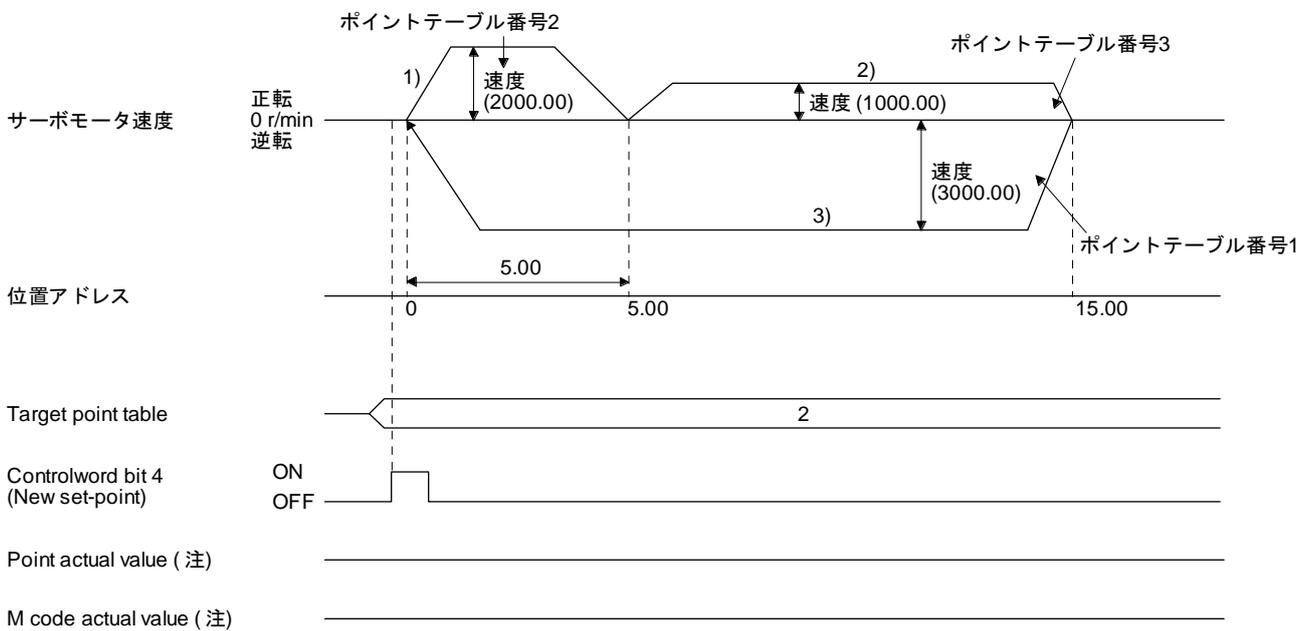 ポイントテーブル番号2
ポイントテーブル番号3
1)
速度
(2000.00)
2)
速度 (1000.00)
サーボモータ速度
正転
0 r/min
逆転
速度
(3000.00)
3)
ポイントテーブル番号1
5.00
位置アドレス
0
5.00
15.00
Target point table
2
Controlword bit 4
(New set-point)
ON
OFF
Point actual value ( 注)
M code actual value ( 注)